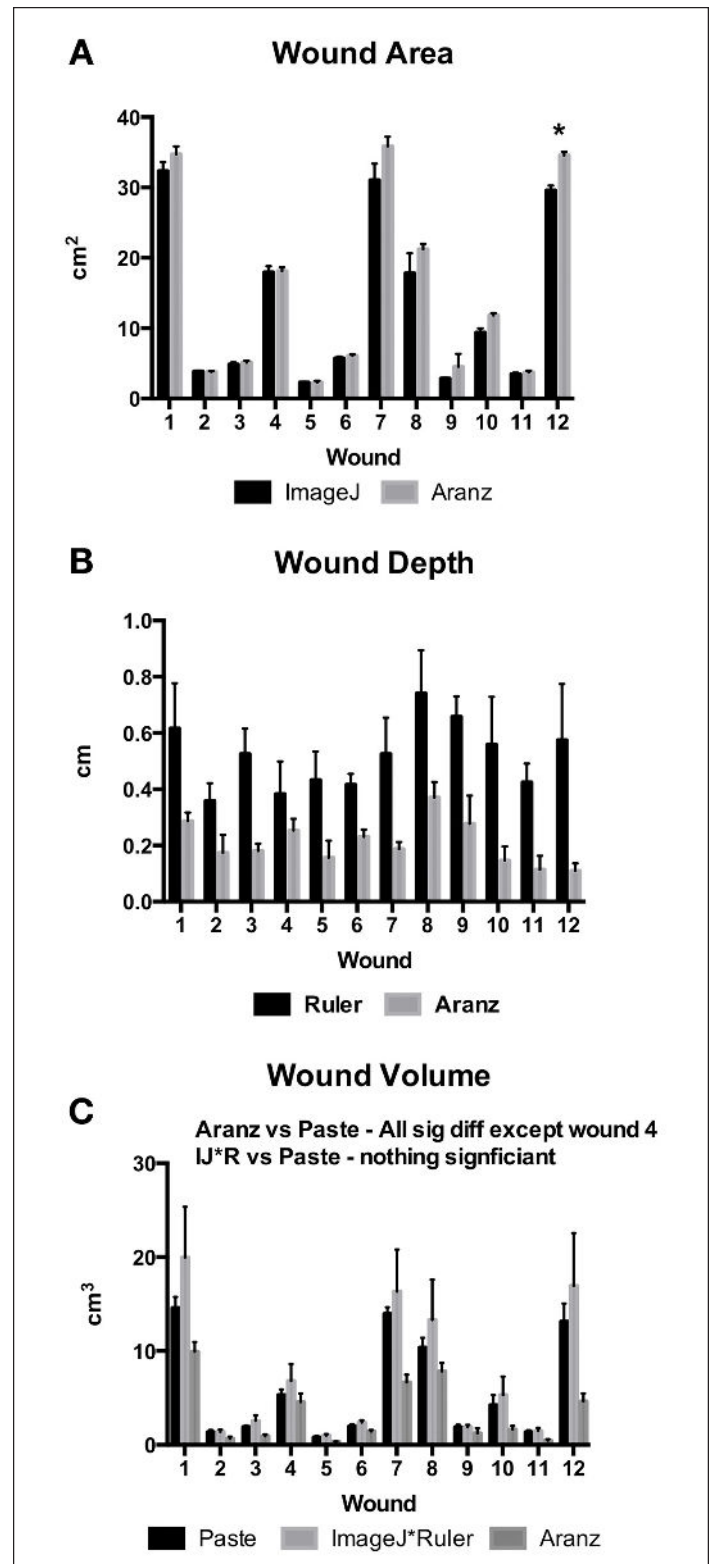 A
Wound Area
40
30
20
10
0
cm²
*
1 2 3 4 5 6 7 8 9 10 11 12
Wound
ImageJ Aranz
B
Wound Depth
1.0
0.8
0.6
0.4
0.2
0.0
cm
1 2 3 4 5 6 7 8 9 10 11 12
Wound
Ruler Aranz
Wound Volume
C
Aranz vs Paste - All sig diff except wound 4
IJ*R vs Paste - nothing signficiant
30
20
10
0
cm³
1 2 3 4 5 6 7 8 9 10 11 12
Wound
Paste ImageJ*Ruler Aranz